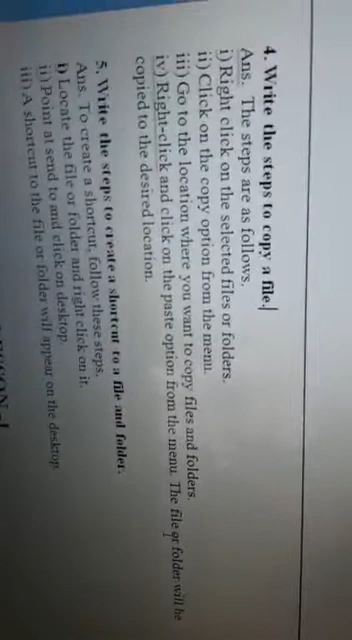 4. Write the steps to copy a file.
Ans. The steps are as follows.
i) Right click on the selected files or folders.
ii) Click on the copy option from the menu.
iii) Go to the location where you want to copy files and folders.
iv) Right-click and click on the paste option from the menu. The file or folder will be
copied to the desired location.
5. Write the steps to create a shortcut to a file and folder.
Ans. To create a shortcut, follow these steps.
i) Locate the file or folder and right click on it.
ii) Point at send to and click on desktop.
iii) A shortcut to the file or folder will appear on the desktop.